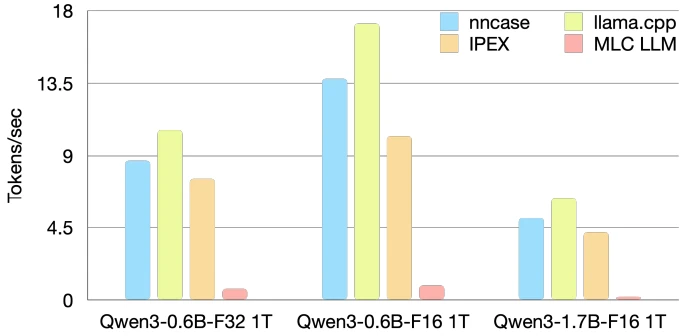 18
13.5
9
4.5
0
Tokens/sec
nncase
llama.cpp
IPEX
MLC LLM
Qwen3-0.6B-F32 1T
Qwen3-0.6B-F16 1T
Qwen3-1.7B-F16 1T